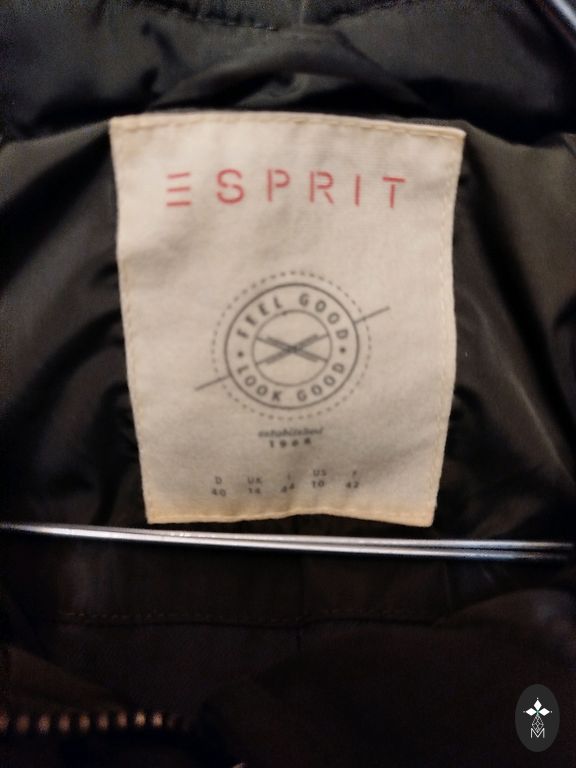 ESPRIT
FEEL GOOD
LOOK GOOD
established
1968
D UK I US F
40 14 44 10 42
M